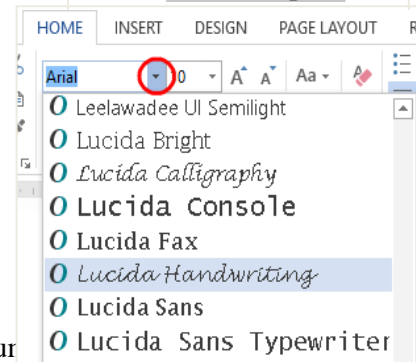 HOME INSERT DESIGN PAGE LAYOUT
Arial 0 A A Aa
O Leelawadee UI Semilight
O Lucida Bright
O Lucida Calligraphy
O Lucida Console
O Lucida Fax
O Lucida Handwriting
O Lucida Sans
O Lucida Sans Typewriter